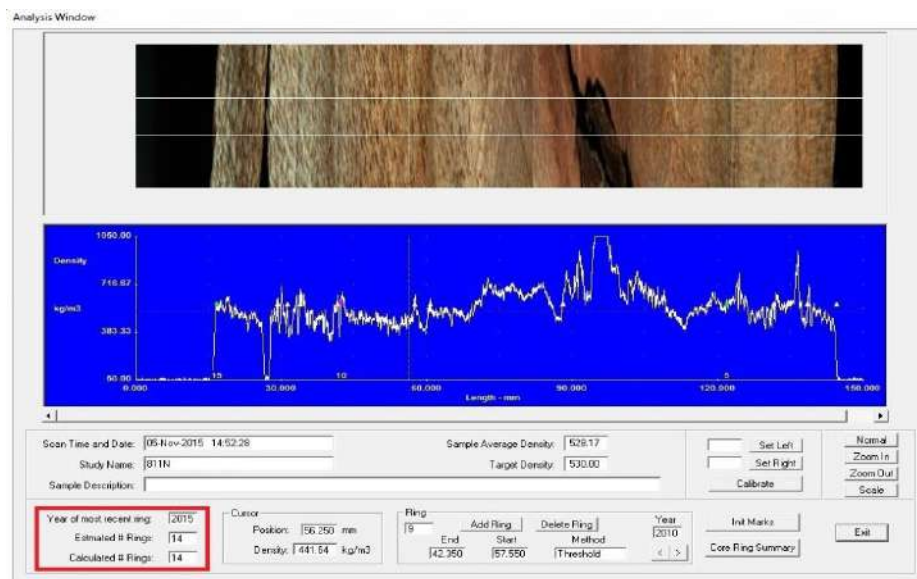 Analysis Window
1050.00
Density
716.67
kg/m3
383.33
50.00
15 10 5
0.000 30.000 60.000 90.000 120.000 150.000
Length - mm
Scan Time and Date: 05-Nov-2015 14:52:28 Sample Average Density: 528.17 Set Left Normal
Study Name: 811N Target Density: 530.00 Set Right Zoom In
Sample Description: Calibrate Zoom Out
Scale
Year of most recent ring: 2015 Cursor Ring
Estmated # Rings: 14 Position: 56.250 mm 9 Add Ring Delete Ring Year Init Marks
Calculated # Rings: 14 Density: 441.64 kg/m3 End Start Method 2010 Exit
42.350 57.550 Threshold < > Core Ring Summary